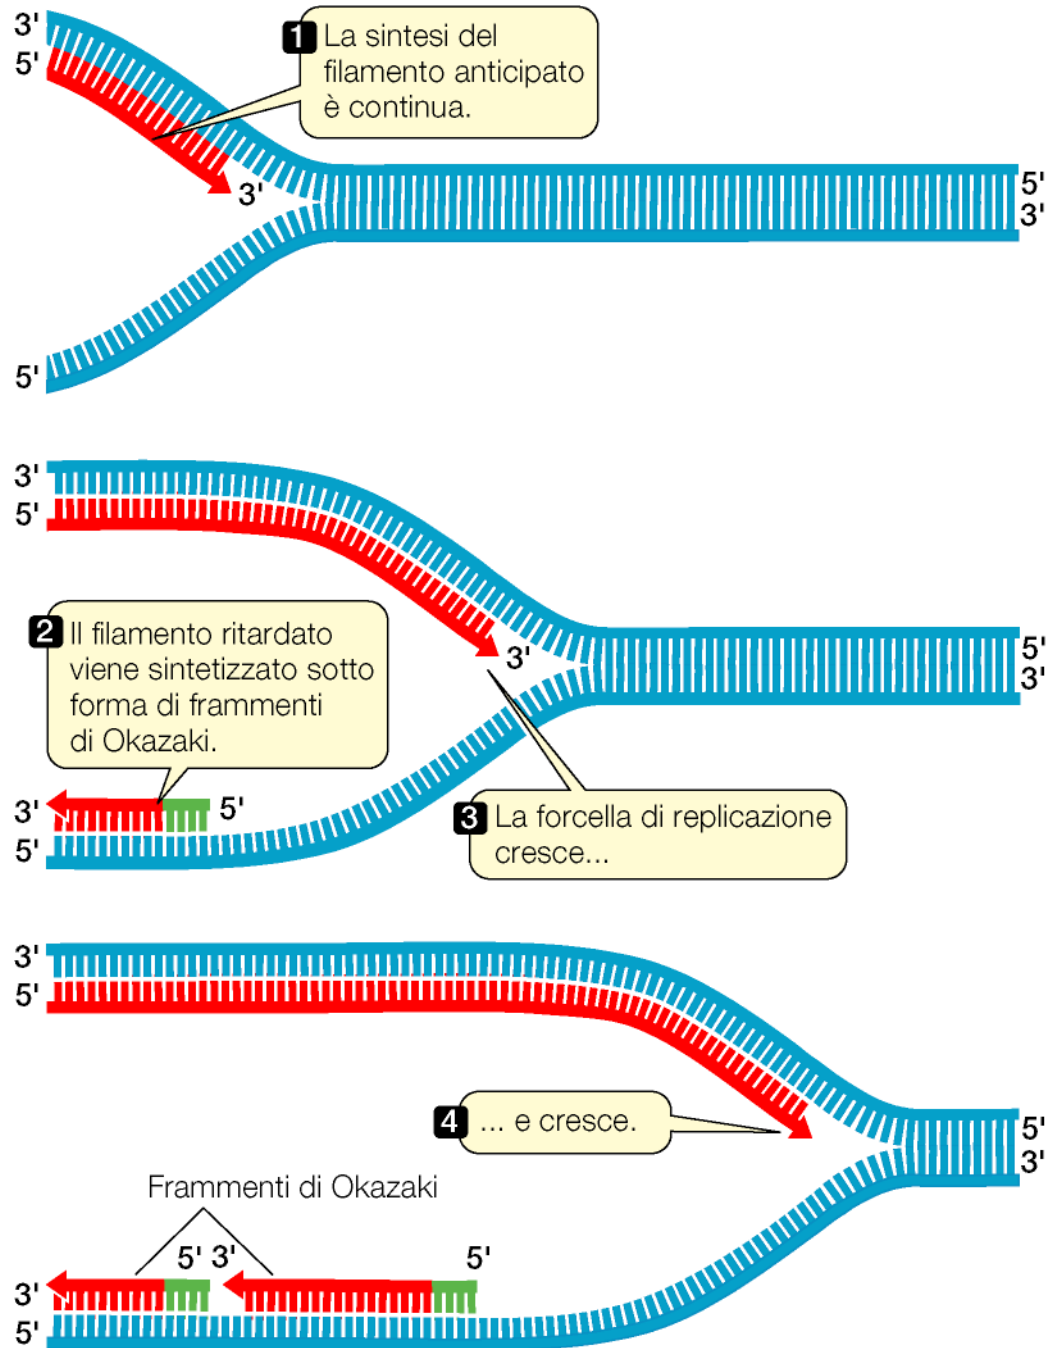 3'
1 La sintesi del
filamento anticipato
è continua.
5'
3'
5'
3'
5'
3'
5'
2 Il filamento ritardato
viene sintetizzato sotto
forma di frammenti
di Okazaki.
3'
5'
3'
3' 5'
5'
3 La forcella di replicazione
cresce...
3'
5'
4 ... e cresce.
5'
3'
Frammenti di Okazaki
5' 3' 5'
3'
5'